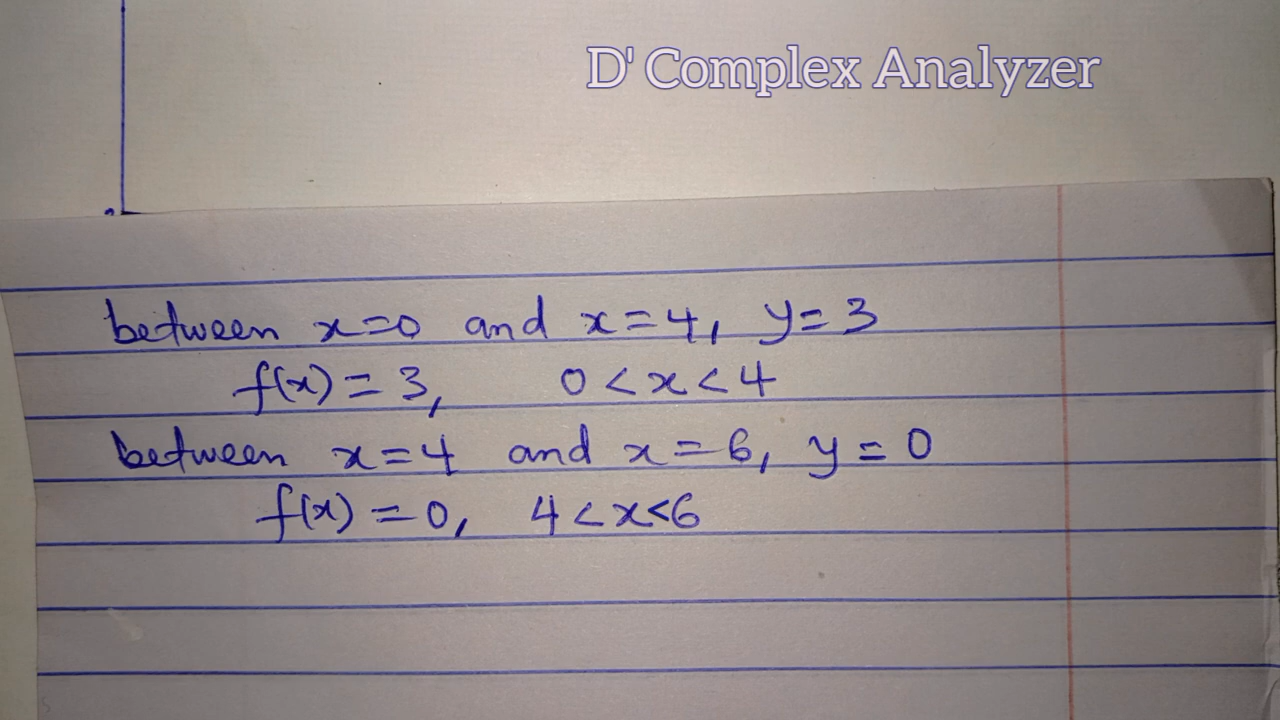 D' Complex Analyzer
between x=0 and x=4, y=3
f(x) = 3, 0<x<4
between x=4 and x=6, y=0
f(x) = 0, 4<x<6